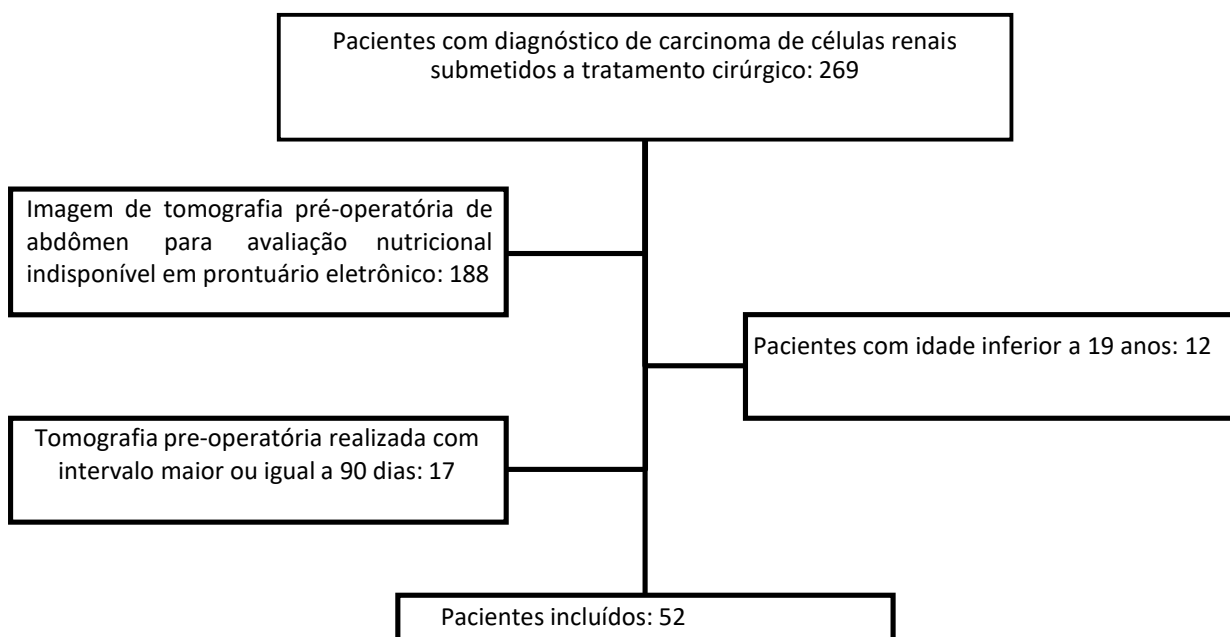 Pacientes com diagnóstico de carcinoma de células renais
submetidos a tratamento cirúrgico: 269
Imagem de tomografia pré-operatória de
abdômen para avaliação nutricional
indisponível em prontuário eletrônico: 188
Pacientes com idade inferior a 19 anos: 12
Tomografia pre-operatória realizada com
intervalo maior ou igual a 90 dias: 17
Pacientes incluídos: 52